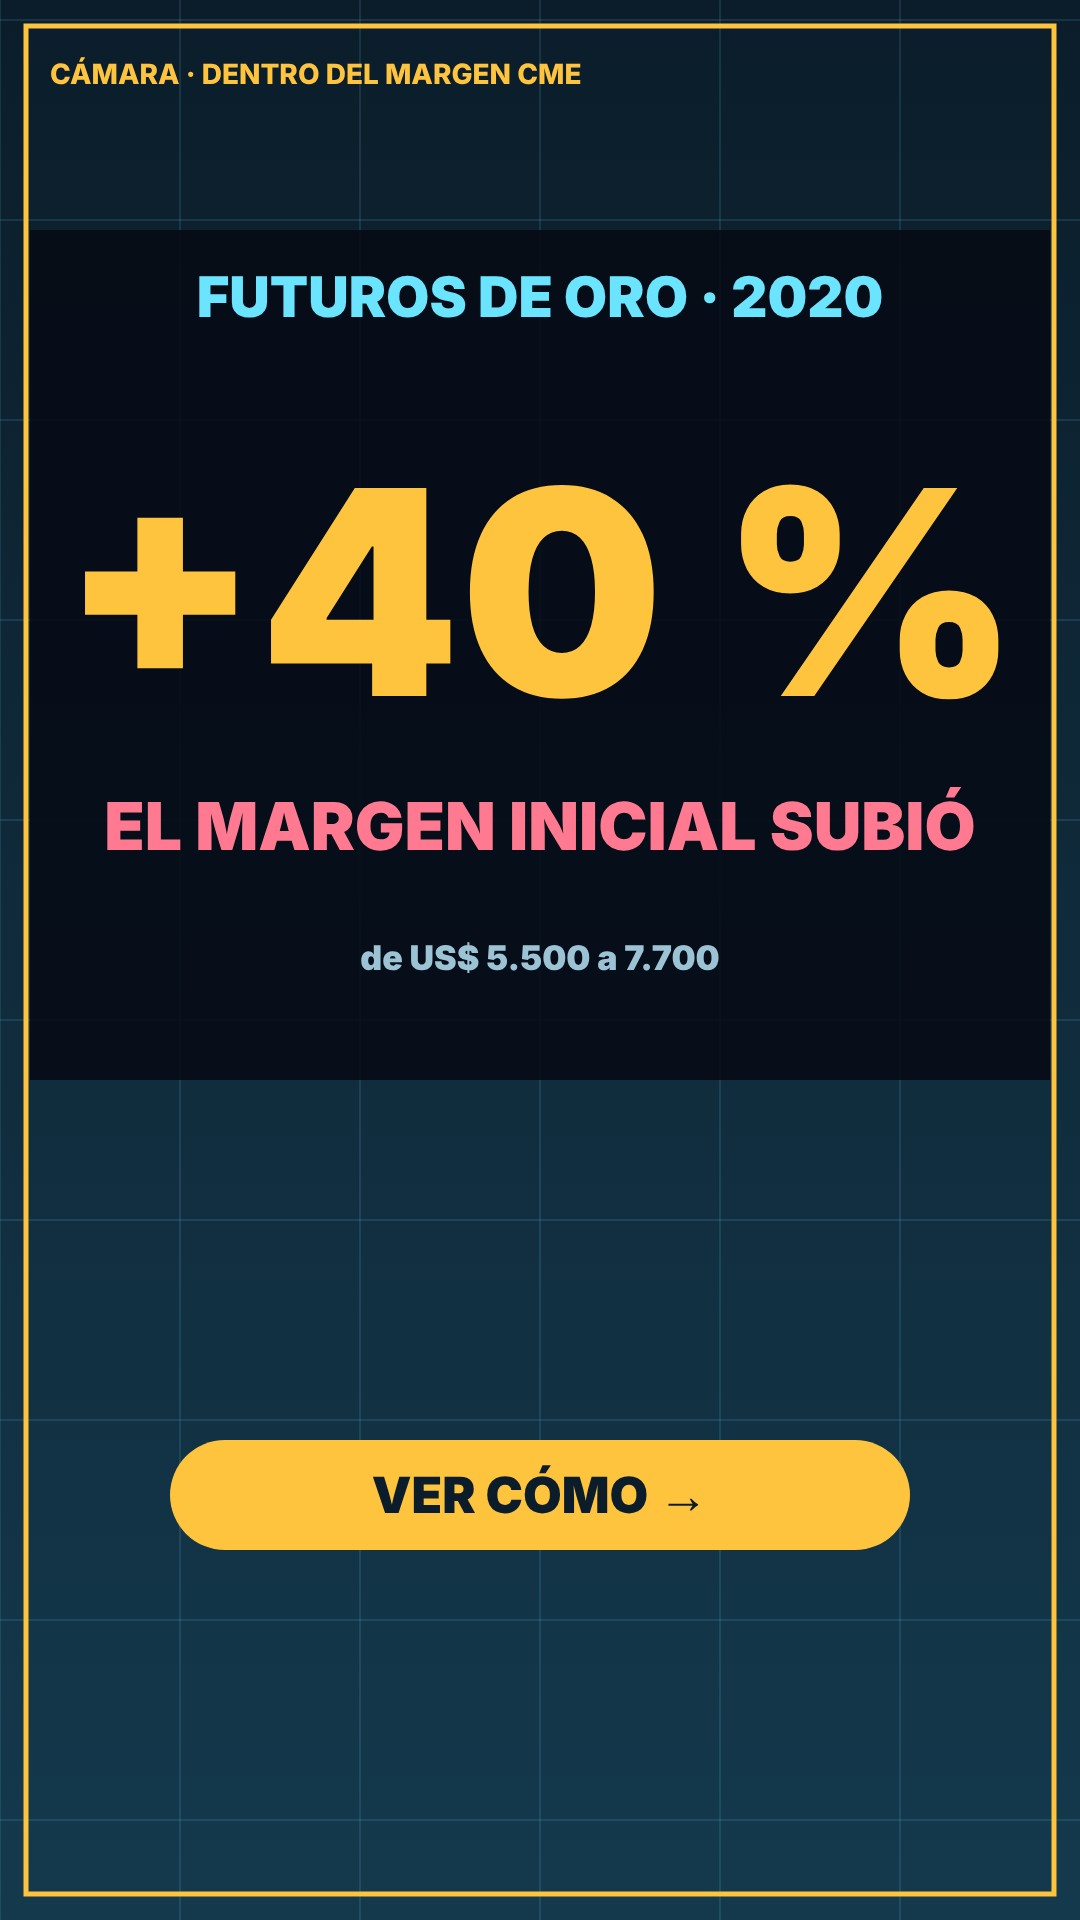 CÁMARA · DENTRO DEL MARGEN CME
FUTUROS DE ORO · 2020
+40 %
EL MARGEN INICIAL SUBIÓ
de US$ 5.500 a 7.700
VER CÓMO →